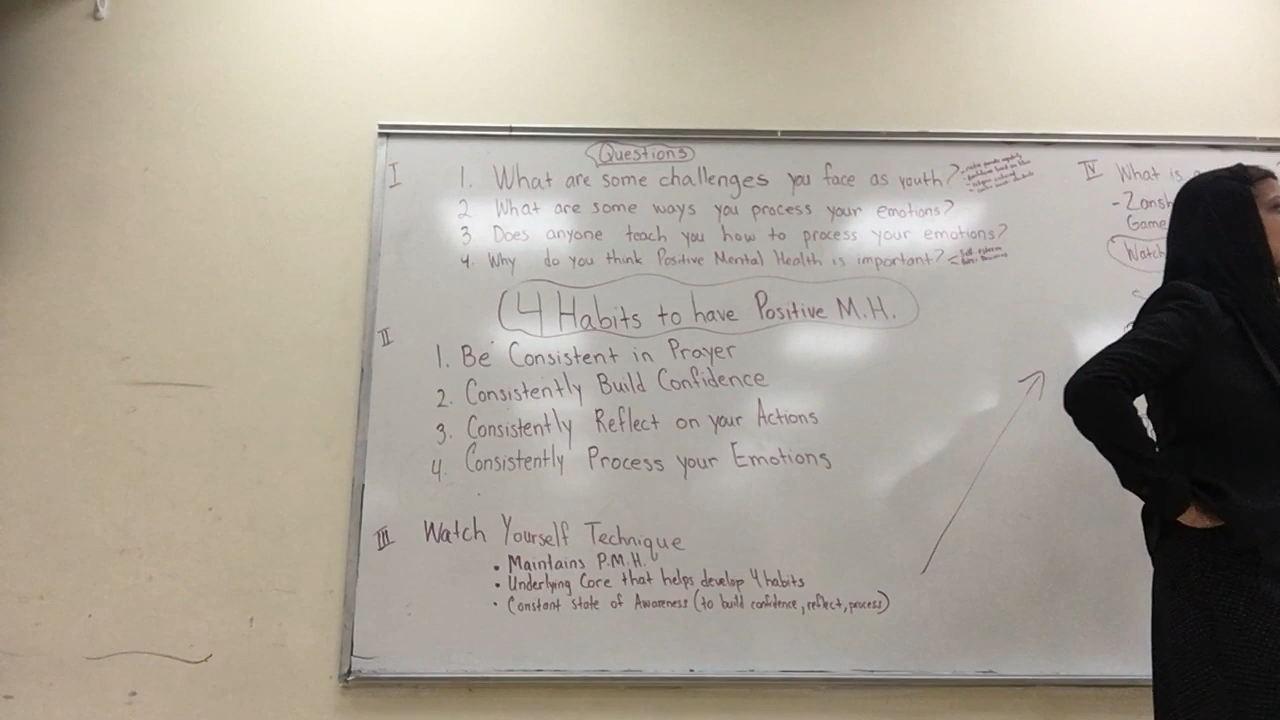 Questions
I
1. What are some challenges you face as youth?
2 What are some ways you process your emotions?
3 Does anyone teach you how to process your emotions?
4. Why do you think Positive Mental Health is important?
4 Habits to have Positive M.H.
II
1. Be Consistent in Prayer
2. Consistently Build Confidence
3. Consistently Reflect on your Actions
4. Consistently Process your Emotions
III Watch Yourself Technique
• Maintains P.M.H.
• Underlying Core that helps develop 4 habits
• Constant State of Awareness (to build confidence, reflect, process)
IV What is
- Zansh
Game
Watch